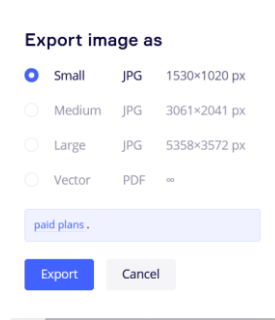 Export image as
Small JPG 1530×1020 px
Medium JPG 3061×2041 px
Large JPG 5358×3572 px
Vector PDF ∞
paid plans .
Export Cancel